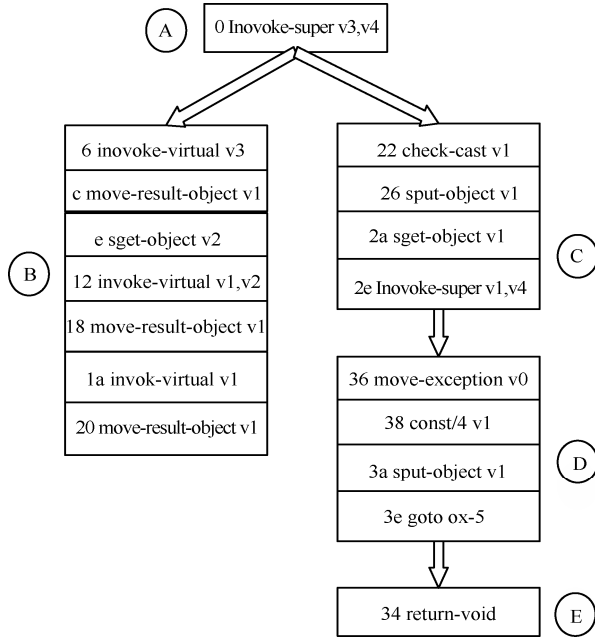 A
0 Inovoke-super v3,v4
B
6 inovoke-virtual v3
c move-result-object v1
e sget-object v2
12 invoke-virtual v1,v2
18 move-result-object v1
1a invok-virtual v1
20 move-result-object v1
22 check-cast v1
26 sput-object v1
2a sget-object v1
2e Inovoke-super v1,v4
C
36 move-exception v0
38 const/4 v1
3a sput-object v1
3e goto ox-5
D
34 return-void
E